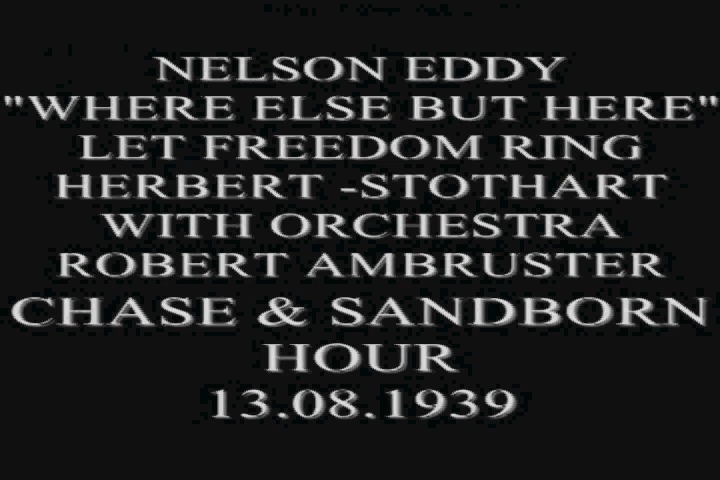 NELSON EDDY
"WHERE ELSE BUT HERE"
LET FREEDOM RING
HERBERT -STOTHART
WITH ORCHESTRA
ROBERT AMBRUSTER
CHASE & SANDBORN
HOUR
13.08.1939